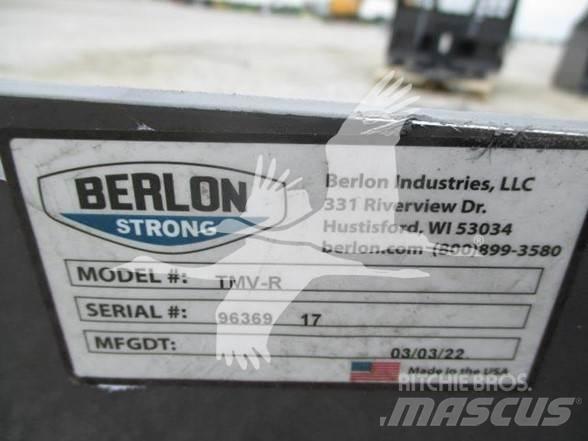 BERLON
STRONG
Berlon Industries, LLC
331 Riverview Dr.
Hustisford, WI 53034
berlon.com (800)899-3580
MODEL #: TMV-R
SERIAL #: 96369 17
MFGDT: 03/03/22
Made in the USA
RITCHIE BROS.
MASCUS